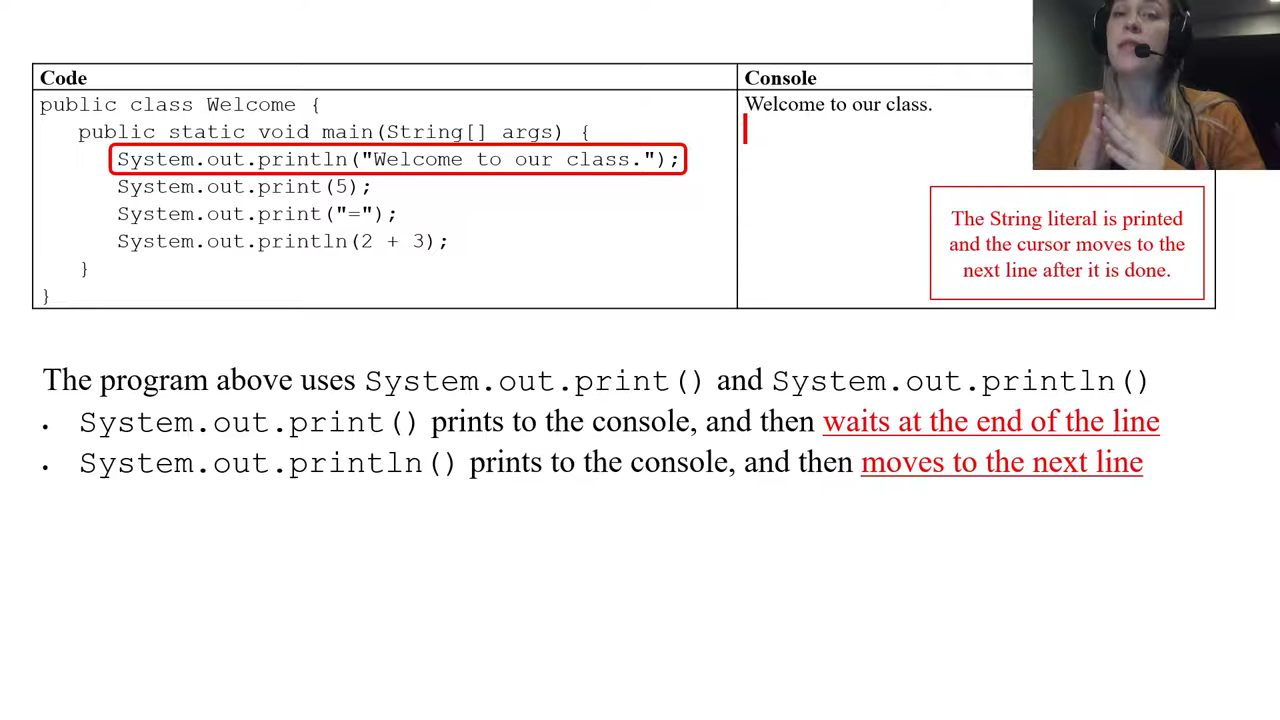 Code
public class Welcome {
public static void main(String[] args) {
System.out.println("Welcome to our class.");
System.out.print(5);
System.out.print("=");
System.out.println(2 + 3);
}
}
Console
Welcome to our class.
The String literal is printed
and the cursor moves to the
next line after it is done.
The program above uses System.out.print() and System.out.println()
• System.out.print() prints to the console, and then waits at the end of the line
• System.out.println() prints to the console, and then moves to the next line